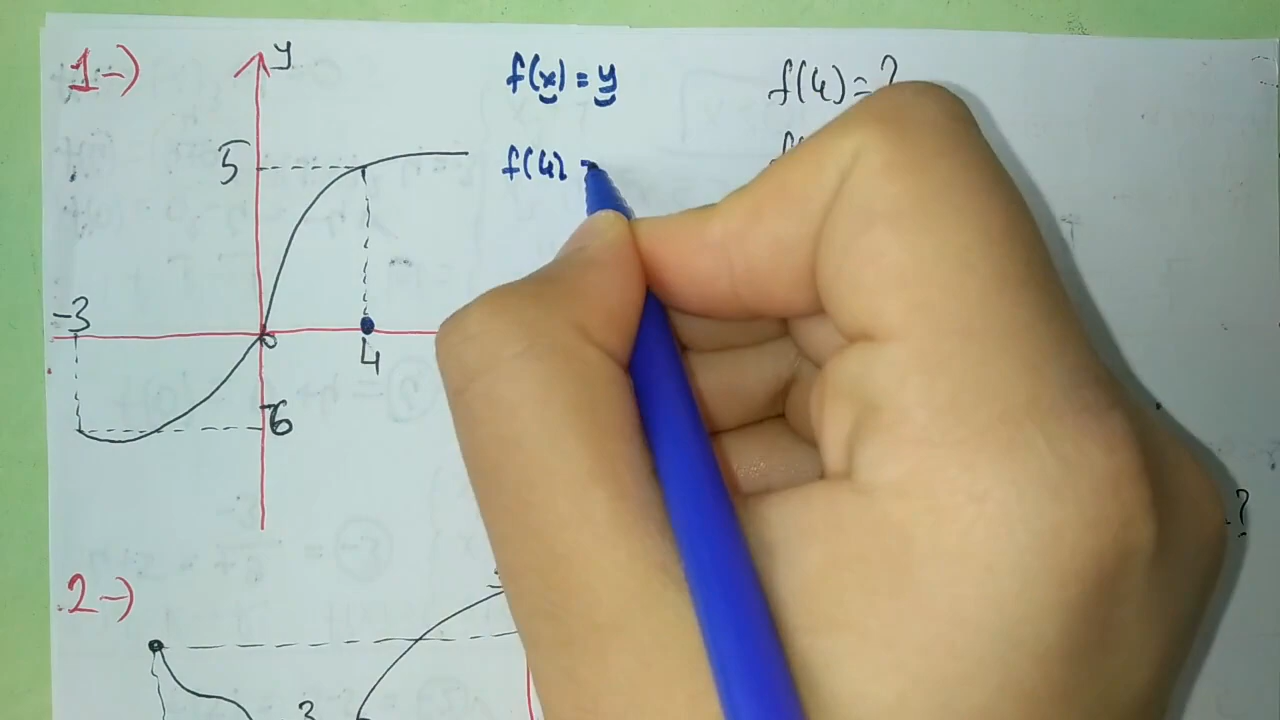 1-)
y
f(x) = y
f(4) = ?
5
f(4) =
-3
0
4
-6
2-)
3
?